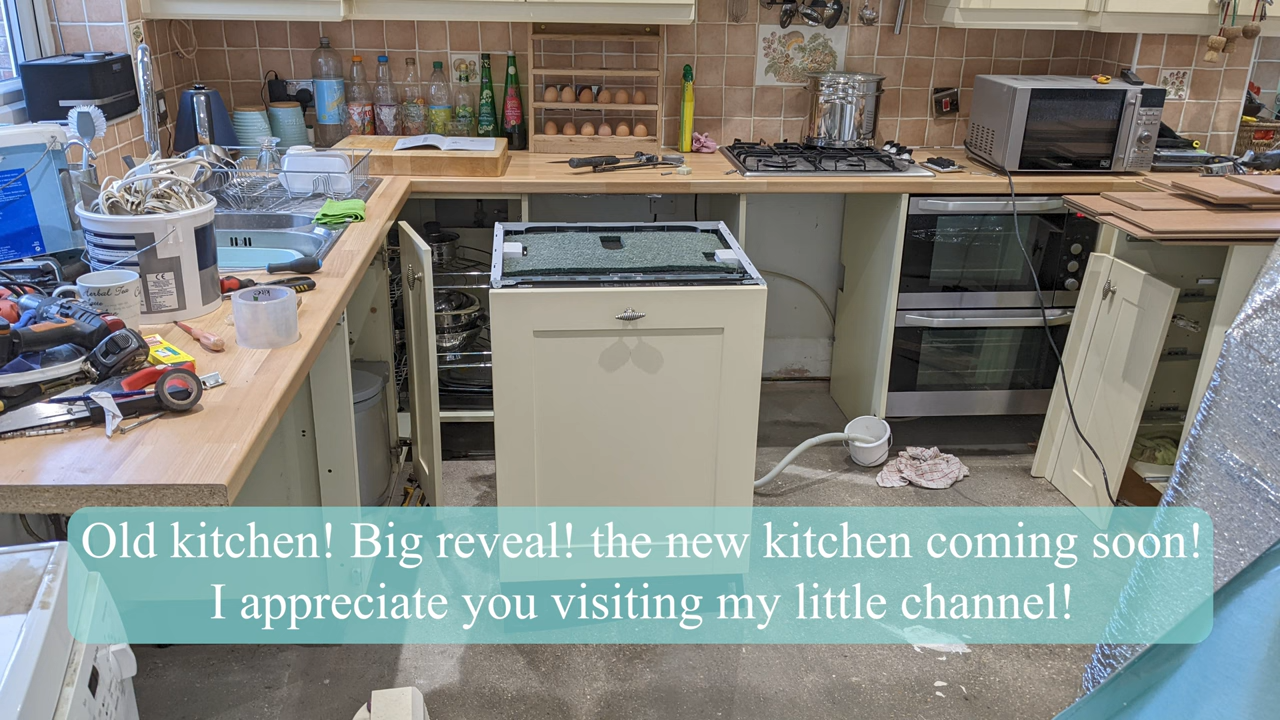 Old kitchen! Big reveal! the new kitchen coming soon!
I appreciate you visiting my little channel!